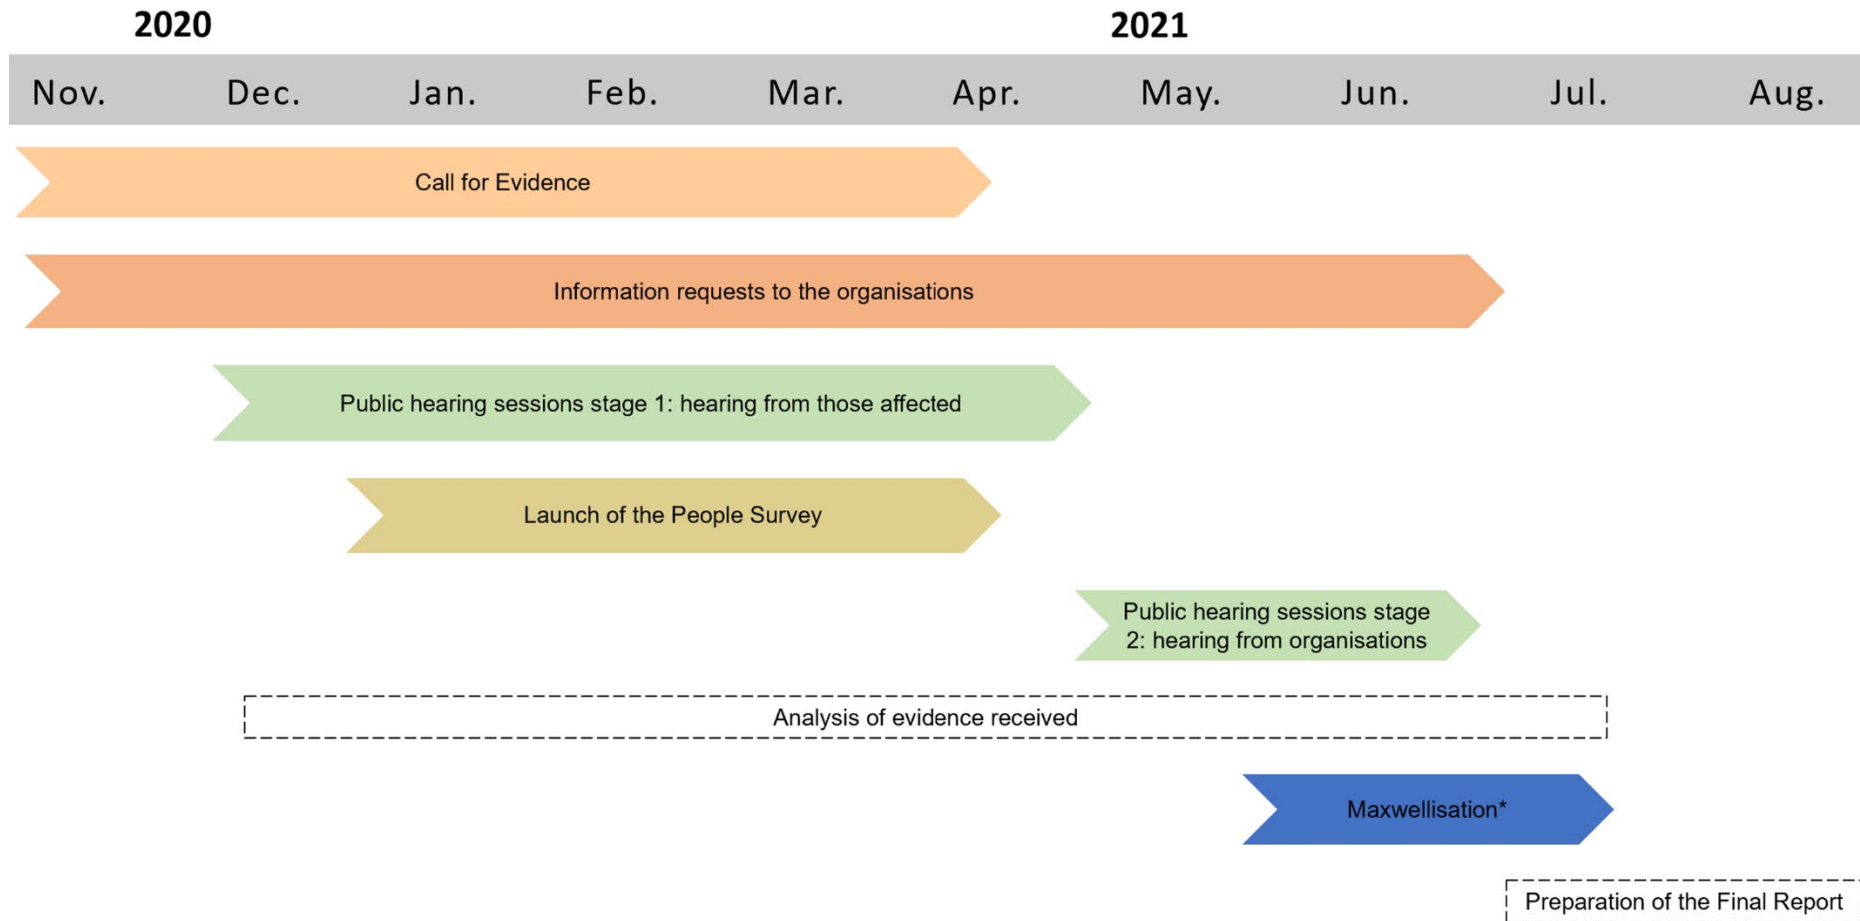 2020 2021
Nov. Dec. Jan. Feb. Mar. Apr. May. Jun. Jul. Aug.
Call for Evidence
Information requests to the organisations
Public hearing sessions stage 1: hearing from those affected
Launch of the People Survey
Public hearing sessions stage
2: hearing from organisations
Analysis of evidence received
Maxwellisation*
Preparation of the Final Report